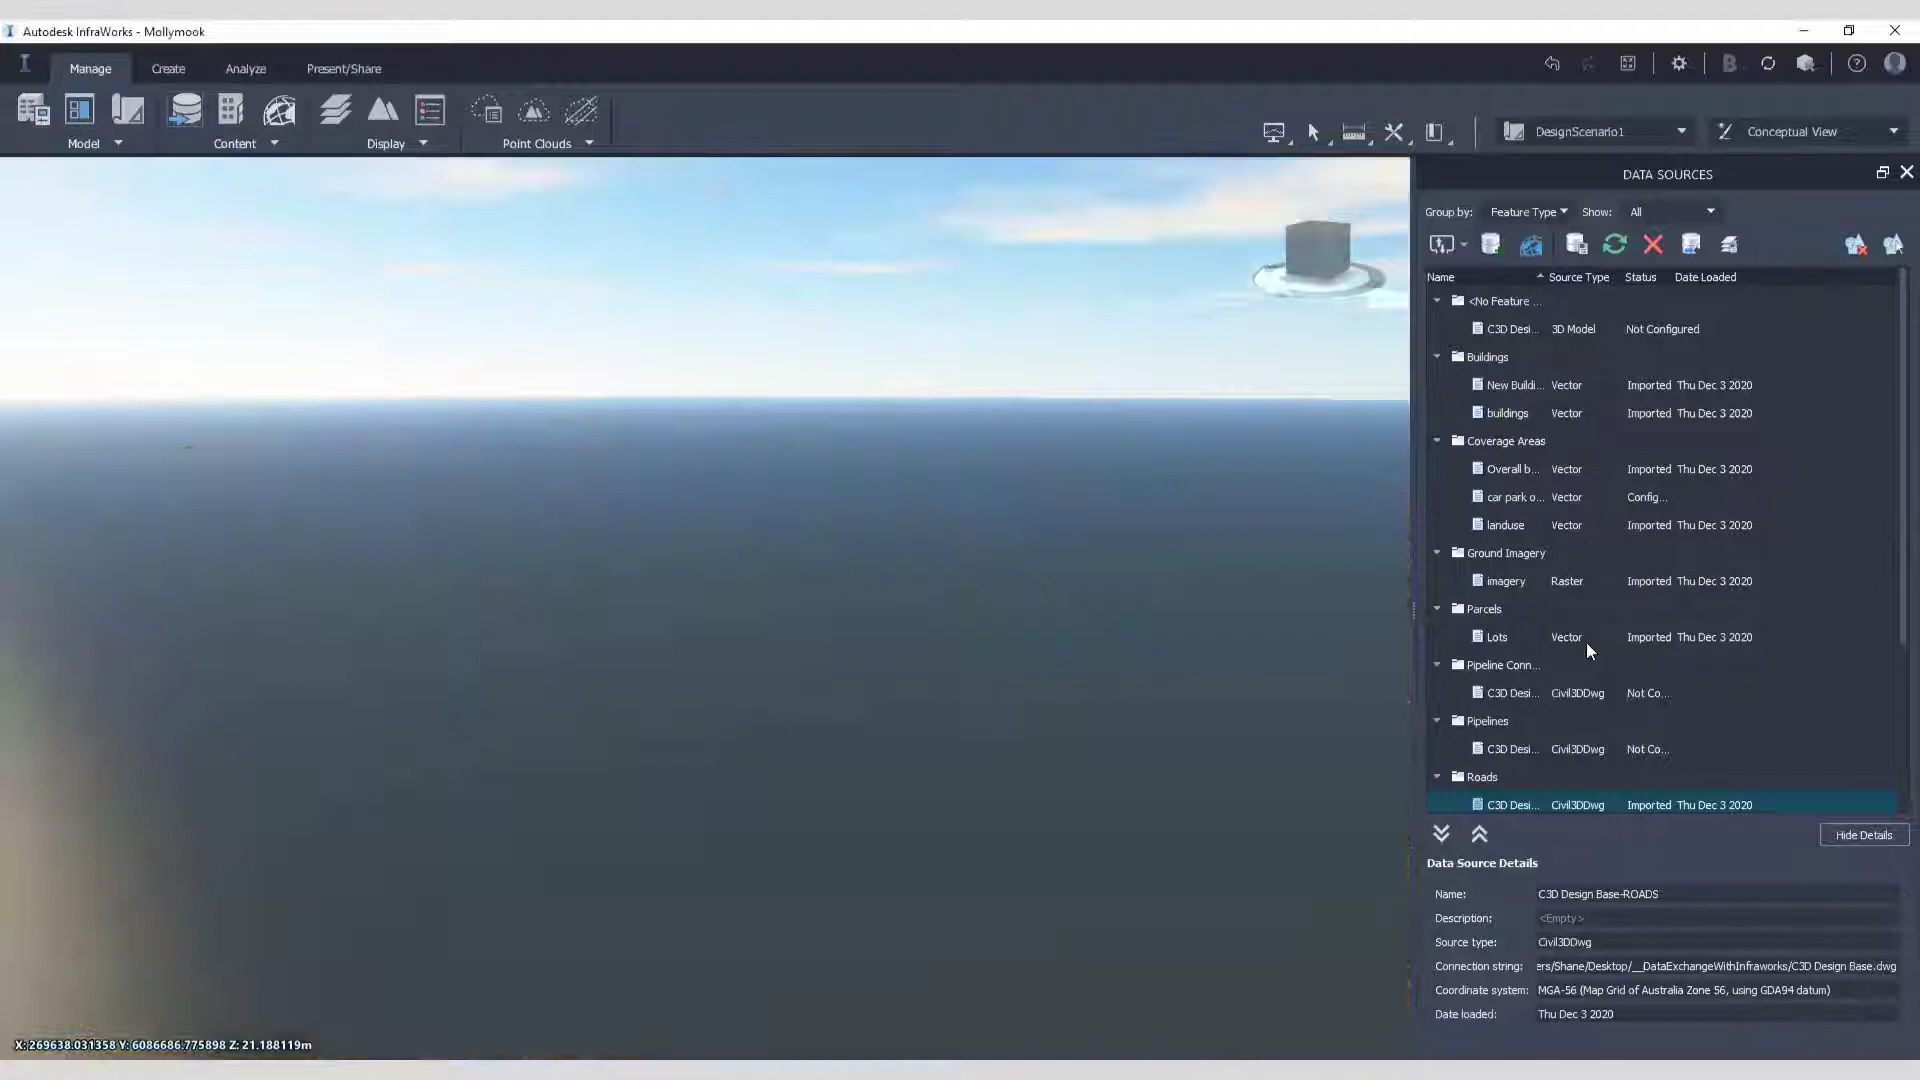 Autodesk InfraWorks - Mollymook
Manage Create Analyze Present/Share
Model Content Display Point Clouds
DesignScenario1 Conceptual View
DATA SOURCES
Group by: Feature Type Show: All
Name Source Type Status Date Loaded
<No Feature ...
C3D Desi... 3D Model Not Configured
Buildings
New Buildi... Vector Imported Thu Dec 3 2020
buildings Vector Imported Thu Dec 3 2020
Coverage Areas
Overall b... Vector Imported Thu Dec 3 2020
car park o... Vector Config...
landuse Vector Imported Thu Dec 3 2020
Ground Imagery
imagery Raster Imported Thu Dec 3 2020
Parcels
Lots Vector Imported Thu Dec 3 2020
Pipeline Conn...
C3D Desi... Civil3DDwg Not Co...
Pipelines
C3D Desi... Civil3DDwg Not Co...
Roads
C3D Desi... Civil3DDwg Imported Thu Dec 3 2020
Hide Details
Data Source Details
Name: C3D Design Base-ROADS
Description: <Empty>
Source type: Civil3DDwg
Connection string: ers/Shane/Desktop/__DataExchangeWithInfraworks/C3D Design Base.dwg
Coordinate system: MGA-56 (Map Grid of Australia Zone 56, using GDA94 datum)
Date loaded: Thu Dec 3 2020
X: 269638.031358 Y: 6086686.775898 Z: 21.188119m